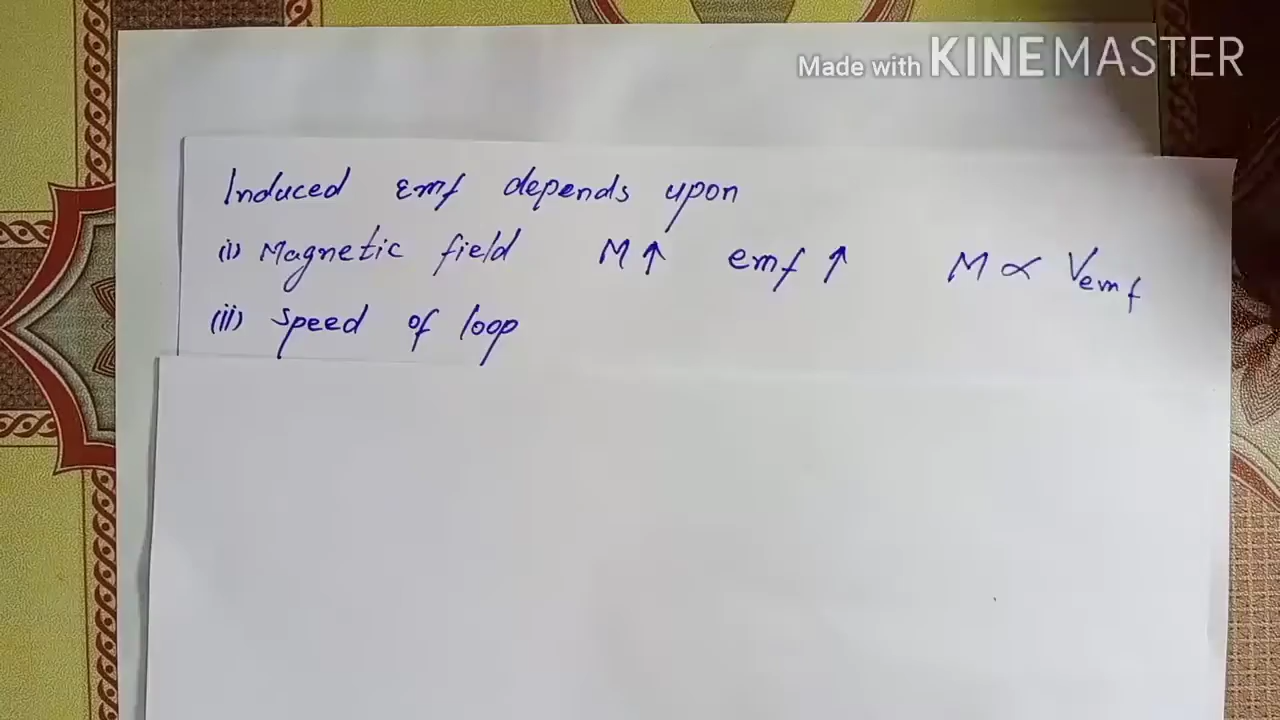 Made with KINEMASTER
Induced emf depends upon
(i) Magnetic field M↑ emf ↑ M ∝ Vemf
(ii) speed of loop